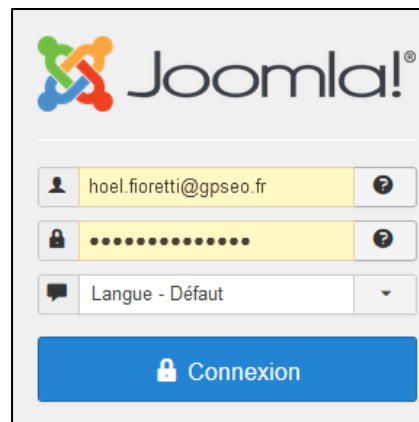 Joomla!®
hoel.fioretti@gpseo.fr
••••••••••••••
Langue - Défaut
Connexion